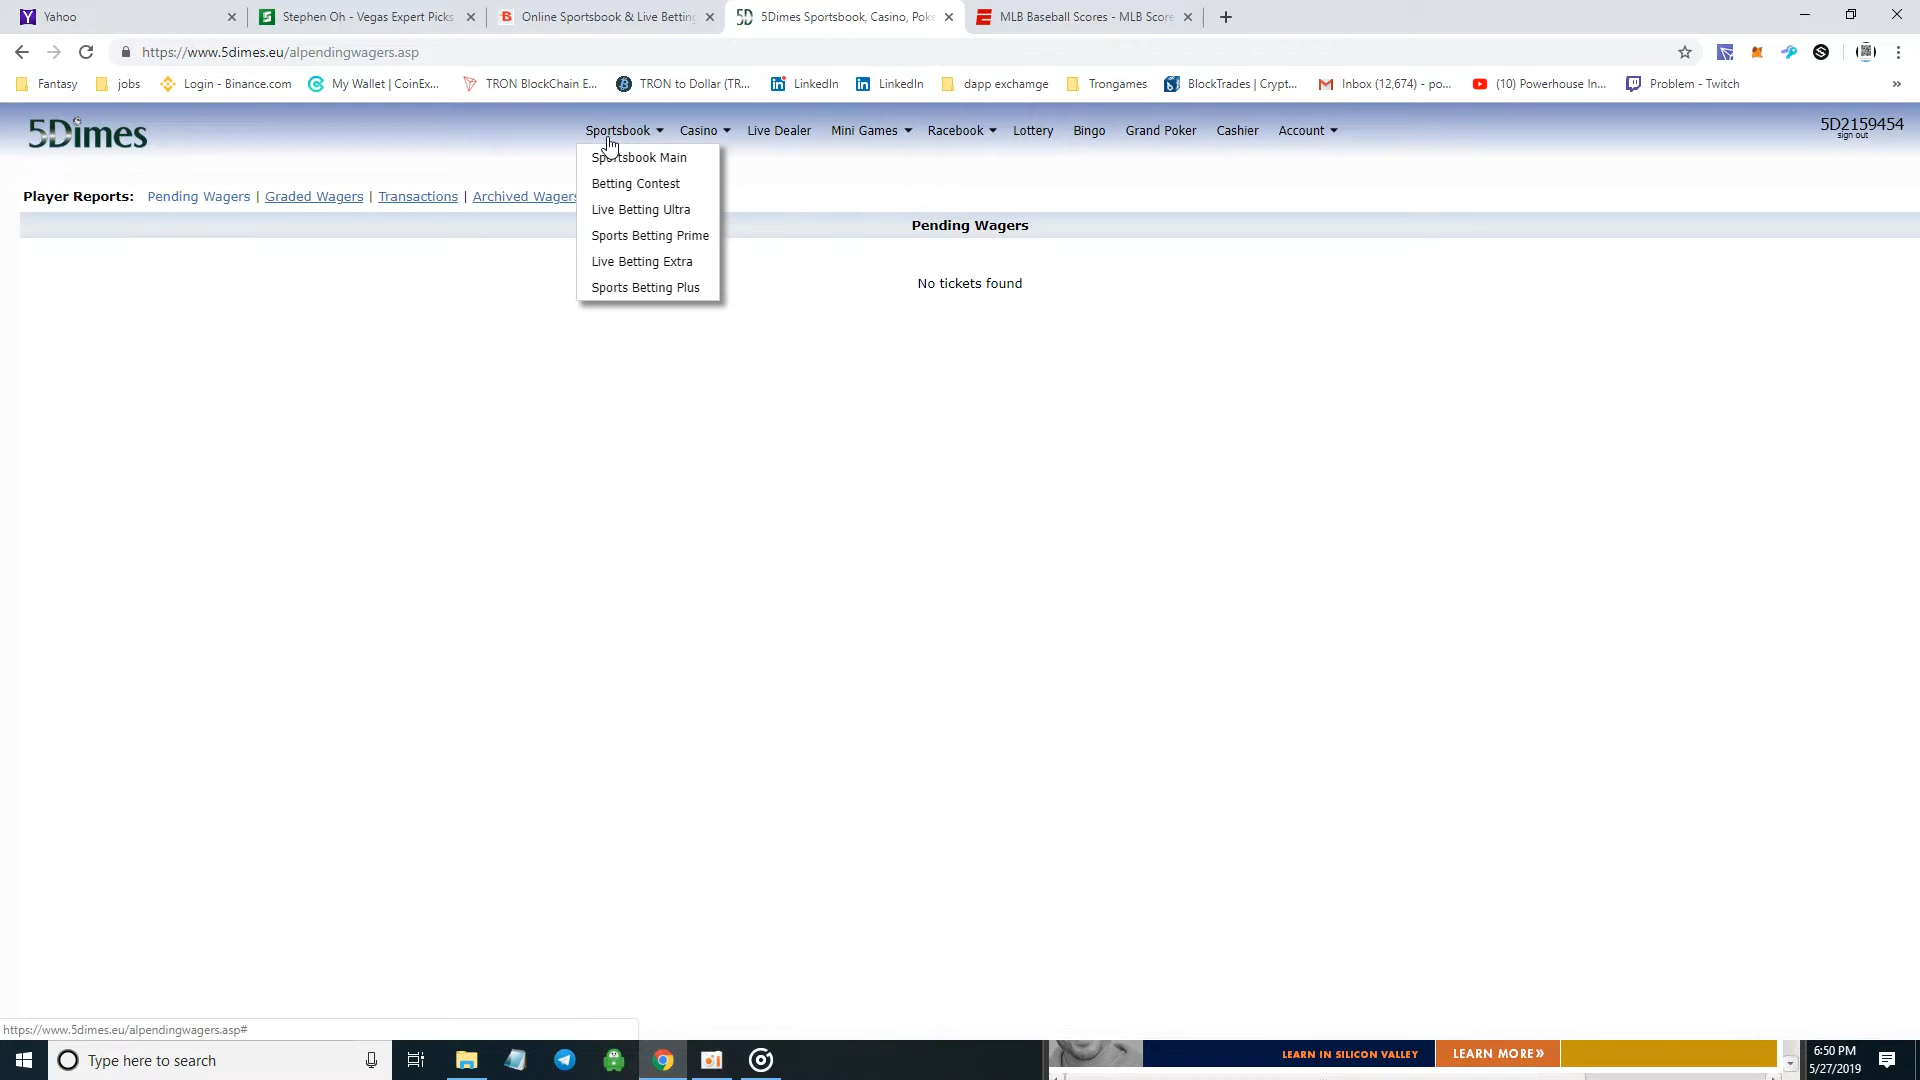 Yahoo
Stephen Oh - Vegas Expert Picks
Online Sportsbook & Live Betting
5Dimes Sportsbook, Casino, Poke
MLB Baseball Scores - MLB Score
https://www.5dimes.eu/alpendingwagers.asp
Fantasy
jobs
Login - Binance.com
My Wallet | CoinEx...
TRON BlockChain E...
TRON to Dollar (TR...
LinkedIn
LinkedIn
dapp exchamge
Trongames
BlockTrades | Crypt...
Inbox (12,674) - po...
(10) Powerhouse In...
Problem - Twitch
»
5Dimes
Sportsbook
Casino
Live Dealer
Mini Games
Racebook
Lottery
Bingo
Grand Poker
Cashier
Account
5D2159454
sign out
Sportsbook Main
Betting Contest
Live Betting Ultra
Sports Betting Prime
Live Betting Extra
Sports Betting Plus
Player Reports: Pending Wagers | Graded Wagers | Transactions | Archived Wagers
Pending Wagers
No tickets found
https://www.5dimes.eu/alpendingwagers.asp#
Type here to search
LEARN IN SILICON VALLEY
LEARN MORE»
6:50 PM
5/27/2019